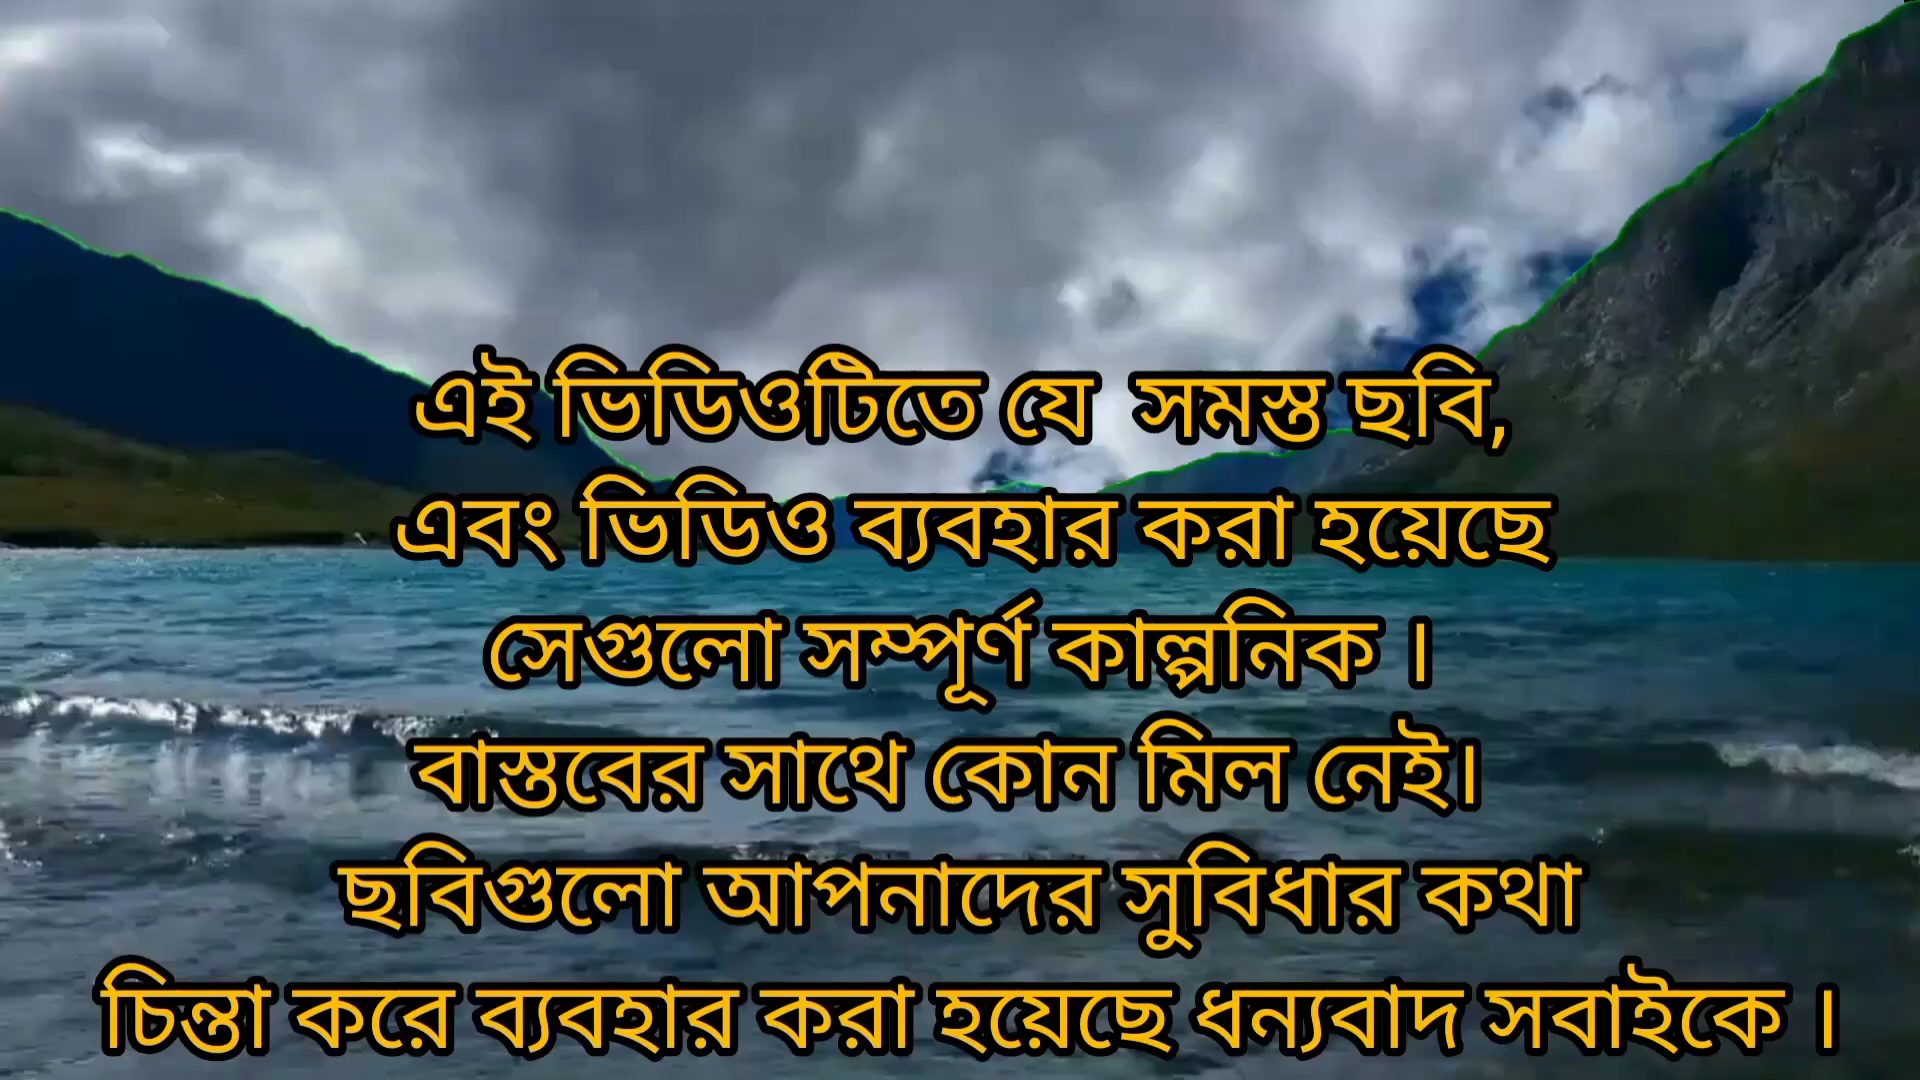 এই ভিডিওটিতে যে  সমস্ত ছবি,
এবং ভিডিও ব্যবহার করা হয়েছে
সেগুলো সম্পূর্ণ কাল্পনিক ।
বাস্তবের সাথে কোন মিল নেই।
ছবিগুলো আপনাদের সুবিধার কথা
চিন্তা করে ব্যবহার করা হয়েছে ধন্যবাদ সবাইকে ।